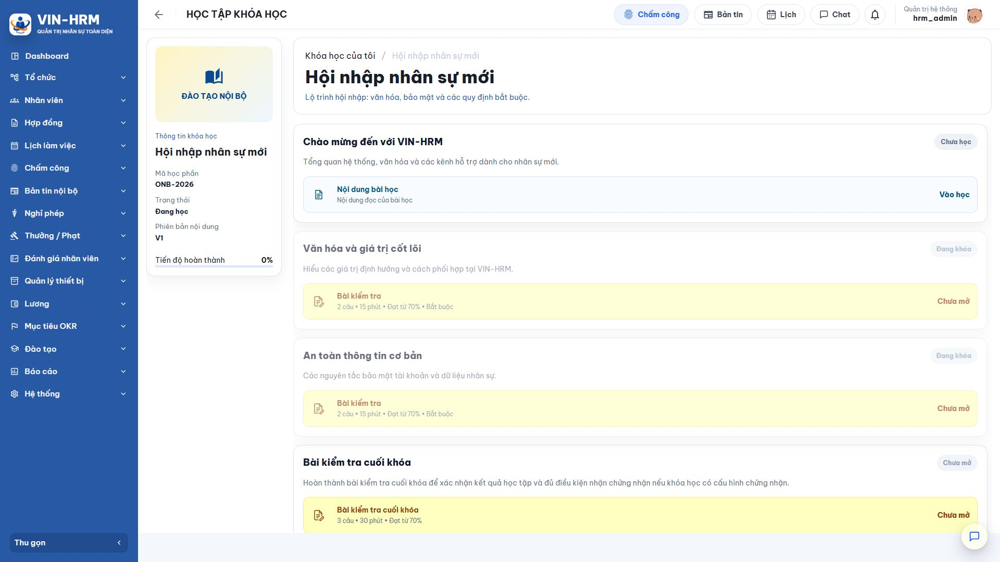 VIN-HRM
QUẢN TRỊ NHÂN SỰ TOÀN DIỆN
Dashboard
Tổ chức
Nhân viên
Hợp đồng
Lịch làm việc
Chấm công
Bản tin nội bộ
Nghỉ phép
Thưởng / Phạt
Đánh giá nhân viên
Quản lý thiết bị
Lương
Mục tiêu OKR
Đào tạo
Báo cáo
Hệ thống
Thu gọn
HỌC TẬP KHÓA HỌC
Chấm công
Bản tin
Lịch
Chat
Quản trị hệ thống
hrm_admin
ĐÀO TẠO NỘI BỘ
Thông tin khóa học
Hội nhập nhân sự mới
Mã học phần
ONB-2026
Trạng thái
Đang học
Phiên bản nội dung
V1
Tiến độ hoàn thành 0%
Khóa học của tôi / Hội nhập nhân sự mới
Hội nhập nhân sự mới
Lộ trình hội nhập: văn hóa, bảo mật và các quy định bắt buộc.
Chào mừng đến với VIN-HRM
Chưa học
Tổng quan hệ thống, văn hóa và các kênh hỗ trợ dành cho nhân sự mới.
Nội dung bài học
Nội dung đọc của bài học
Vào học
Văn hóa và giá trị cốt lõi
Đang khóa
Hiểu các giá trị định hướng và cách phối hợp tại VIN-HRM.
Bài kiểm tra
2 câu • 15 phút • Đạt từ 70% • Bắt buộc
Chưa mở
An toàn thông tin cơ bản
Đang khóa
Các nguyên tắc bảo mật tài khoản và dữ liệu nhân sự.
Bài kiểm tra
2 câu • 15 phút • Đạt từ 70% • Bắt buộc
Chưa mở
Bài kiểm tra cuối khóa
Chưa mở
Hoàn thành bài kiểm tra cuối khóa để xác nhận kết quả học tập và đủ điều kiện nhận chứng nhận nếu khóa học có cấu hình chứng nhận.
Bài kiểm tra cuối khóa
3 câu • 30 phút • Đạt từ 70%
Chưa mở